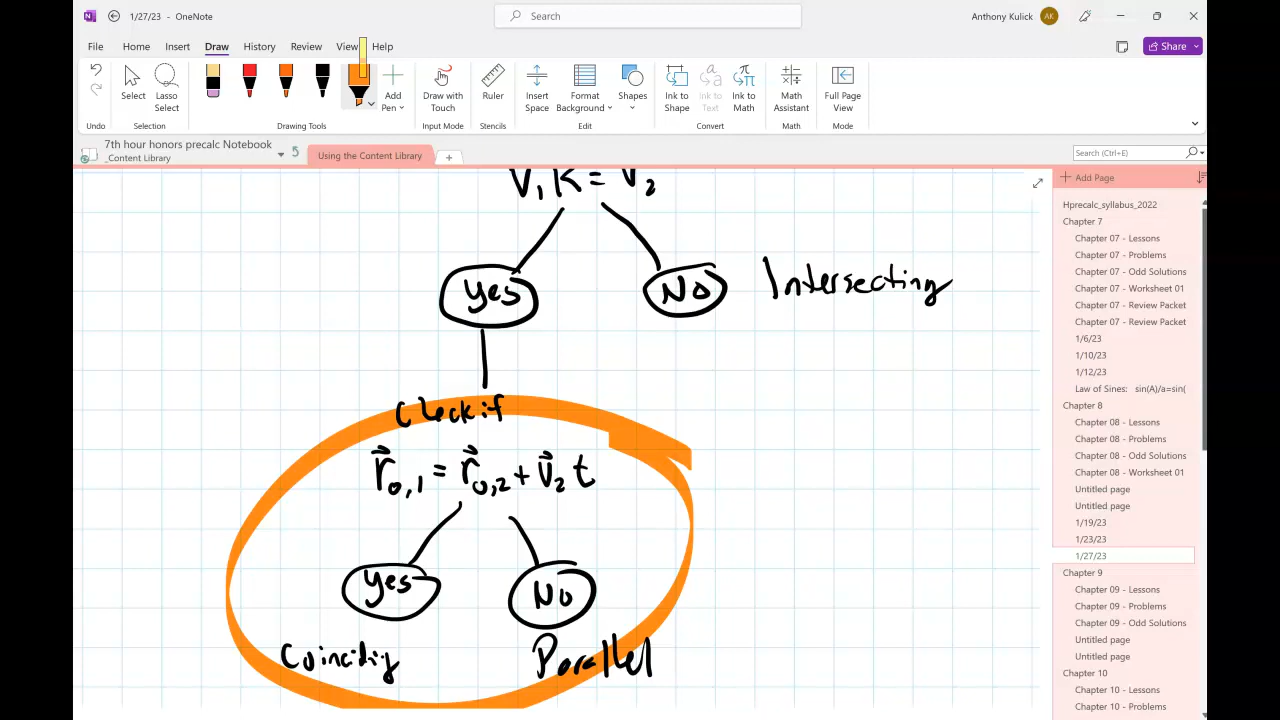 1/27/23 - OneNote
Search
Anthony Kulick
AK
File Home Insert Draw History Review View Help
Share
Undo
Select
Lasso Select
Selection
Drawing Tools
Add Pen
Draw with Touch
Input Mode
Ruler
Stencils
Insert Space
Format Background
Shapes
Edit
Ink to Shape
Ink to Text
Ink to Math
Convert
Math Assistant
Math
Full Page View
Mode
7th hour honors precalc Notebook
_Content Library
Using the Content Library
Search (Ctrl+E)
Add Page
V₁K = V₂
Yes
No
Intersecting
Check if
r⃗₀,₁ = r⃗₀,₂ + v⃗₂ t
Yes
No
Coinciding
Parallel
Hprecalc_syllabus_2022
Chapter 7
Chapter 07 - Lessons
Chapter 07 - Problems
Chapter 07 - Odd Solutions
Chapter 07 - Worksheet 01
Chapter 07 - Review Packet
Chapter 07 - Review Packet
1/6/23
1/10/23
1/12/23
Law of Sines: sin(A)/a=sin(
Chapter 8
Chapter 08 - Lessons
Chapter 08 - Problems
Chapter 08 - Odd Solutions
Chapter 08 - Worksheet 01
Untitled page
Untitled page
1/19/23
1/23/23
1/27/23
Chapter 9
Chapter 09 - Lessons
Chapter 09 - Problems
Chapter 09 - Odd Solutions
Untitled page
Untitled page
Chapter 10
Chapter 10 - Lessons
Chapter 10 - Problems